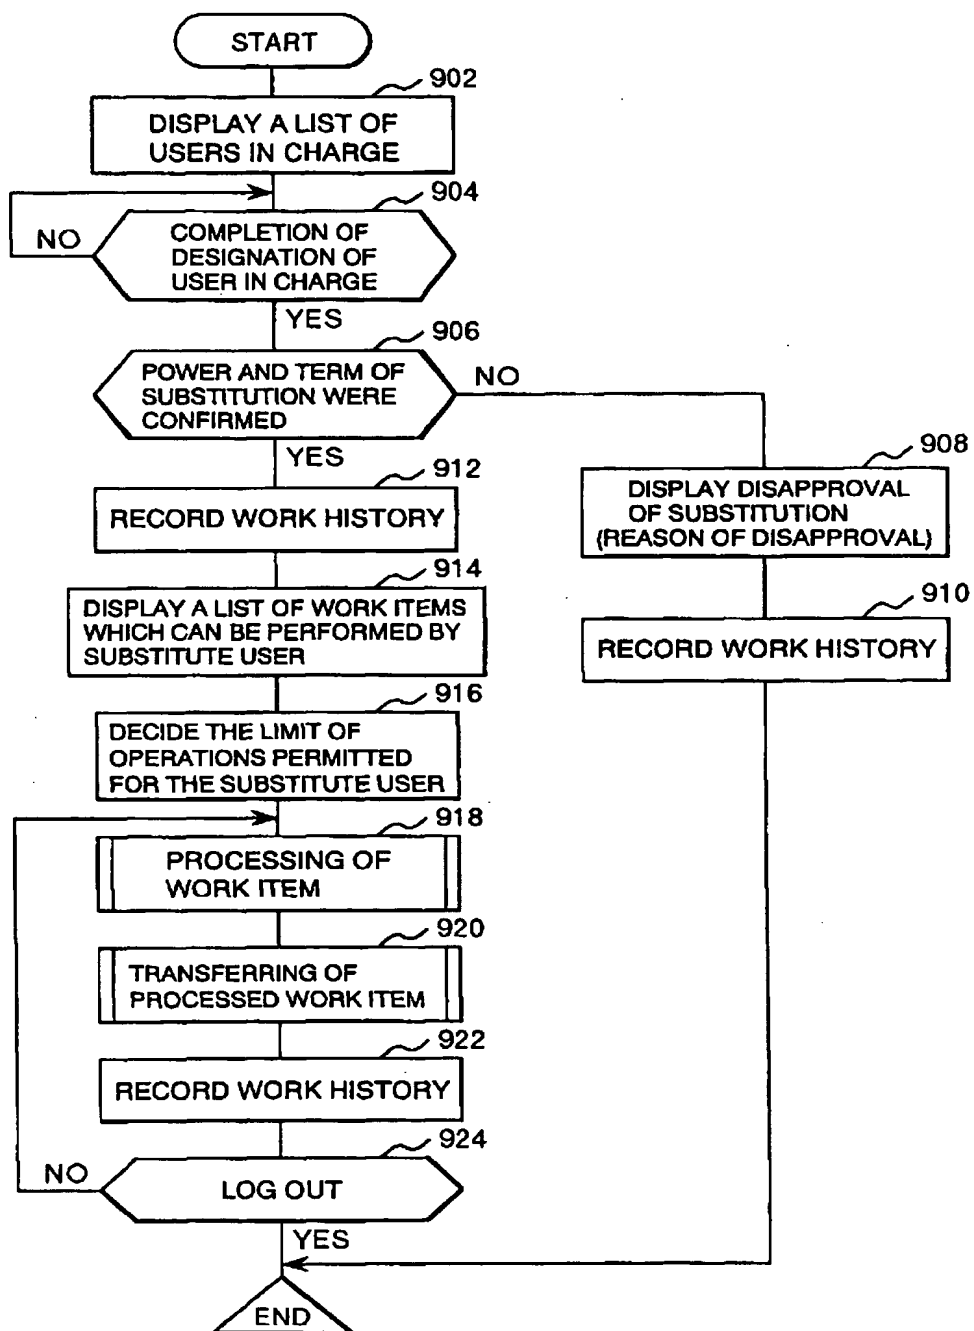 START
902
DISPLAY A LIST OF
USERS IN CHARGE
904
NO
COMPLETION OF
DESIGNATION OF
USER IN CHARGE
YES
906
POWER AND TERM OF
SUBSTITUTION WERE
CONFIRMED
NO
YES
908
DISPLAY DISAPPROVAL
OF SUBSTITUTION
(REASON OF DISAPPROVAL)
912
RECORD WORK HISTORY
910
RECORD WORK HISTORY
914
DISPLAY A LIST OF WORK ITEMS
WHICH CAN BE PERFORMED BY
SUBSTITUTE USER
916
DECIDE THE LIMIT OF
OPERATIONS PERMITTED
FOR THE SUBSTITUTE USER
918
PROCESSING OF
WORK ITEM
920
TRANSFERRING OF
PROCESSED WORK ITEM
922
RECORD WORK HISTORY
924
NO
LOG OUT
YES
END